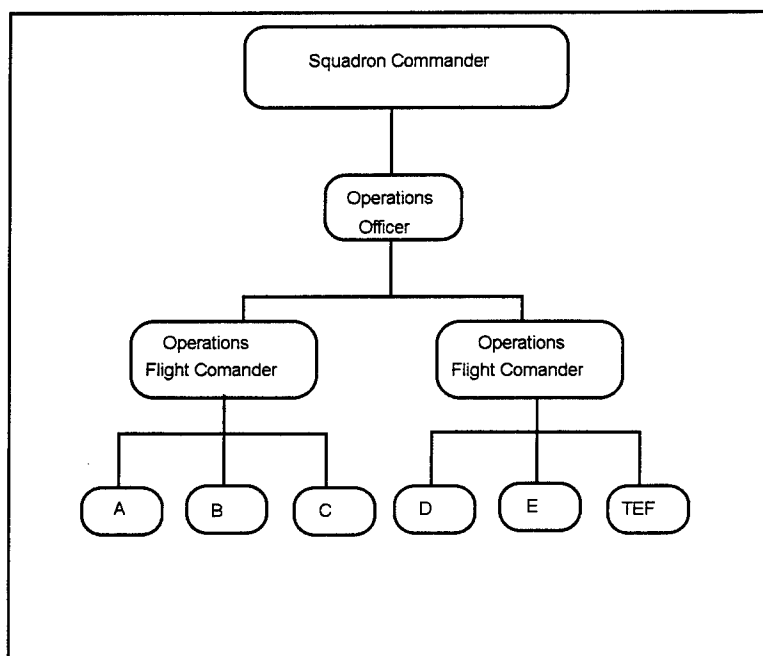 Squadron Commander
Operations
Officer
Operations
Flight Comander
Operations
Flight Comander
A
B
C
D
E
TEF